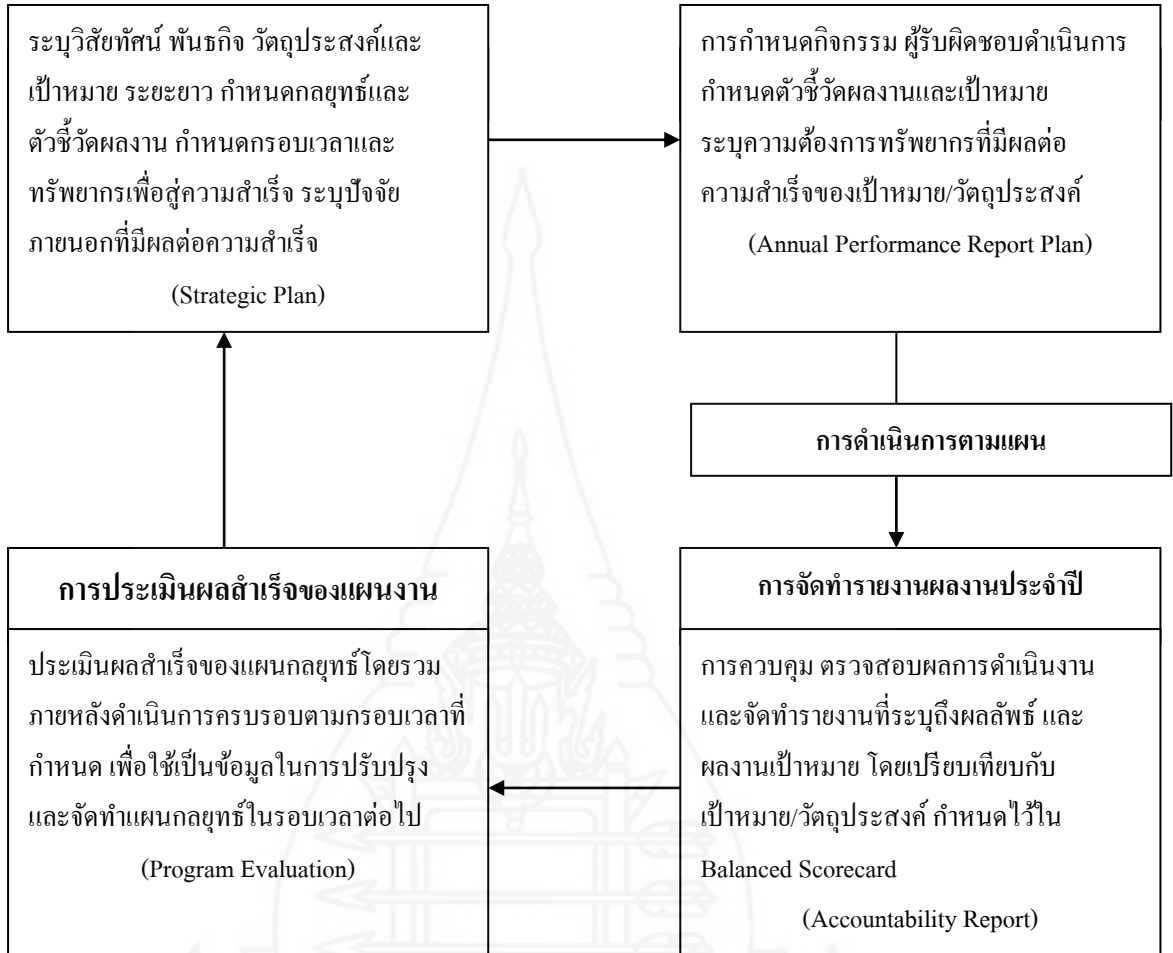 ระบุวิสัยทัศน์ พันธกิจ วัตถุประสงค์และ
เป้าหมาย ระยะยาว กำหนดกลยุทธ์และ
ตัวชี้วัดผลงาน กำหนดกรอบเวลาและ
ทรัพยากรเพื่อสู่ความสำเร็จ ระบุปัจจัย
ภายนอกที่มีผลต่อความสำเร็จ
(Strategic Plan)
การกำหนดกิจกรรม ผู้รับผิดชอบดำเนินการ
กำหนดตัวชี้วัดผลงานและเป้าหมาย
ระบุความต้องการทรัพยากรที่มีผลต่อ
ความสำเร็จของเป้าหมาย/วัตถุประสงค์
(Annual Performance Report Plan)
การดำเนินการตามแผน
การจัดทำรายงานผลงานประจำปี
การควบคุม ตรวจสอบผลการดำเนินงาน
และจัดทำรายงานที่ระบุถึงผลลัพธ์ และ
ผลงานเป้าหมาย โดยเปรียบเทียบกับ
เป้าหมาย/วัตถุประสงค์ กำหนดไว้ใน
Balanced Scorecard
(Accountability Report)
การประเมินผลสำเร็จของแผนงาน
ประเมินผลสำเร็จของแผนกลยุทธ์โดยรวม
ภายหลังดำเนินการครบรอบตามกรอบเวลาที่
กำหนด เพื่อใช้เป็นข้อมูลในการปรับปรุง
และจัดทำแผนกลยุทธ์ในรอบเวลาต่อไป
(Program Evaluation)